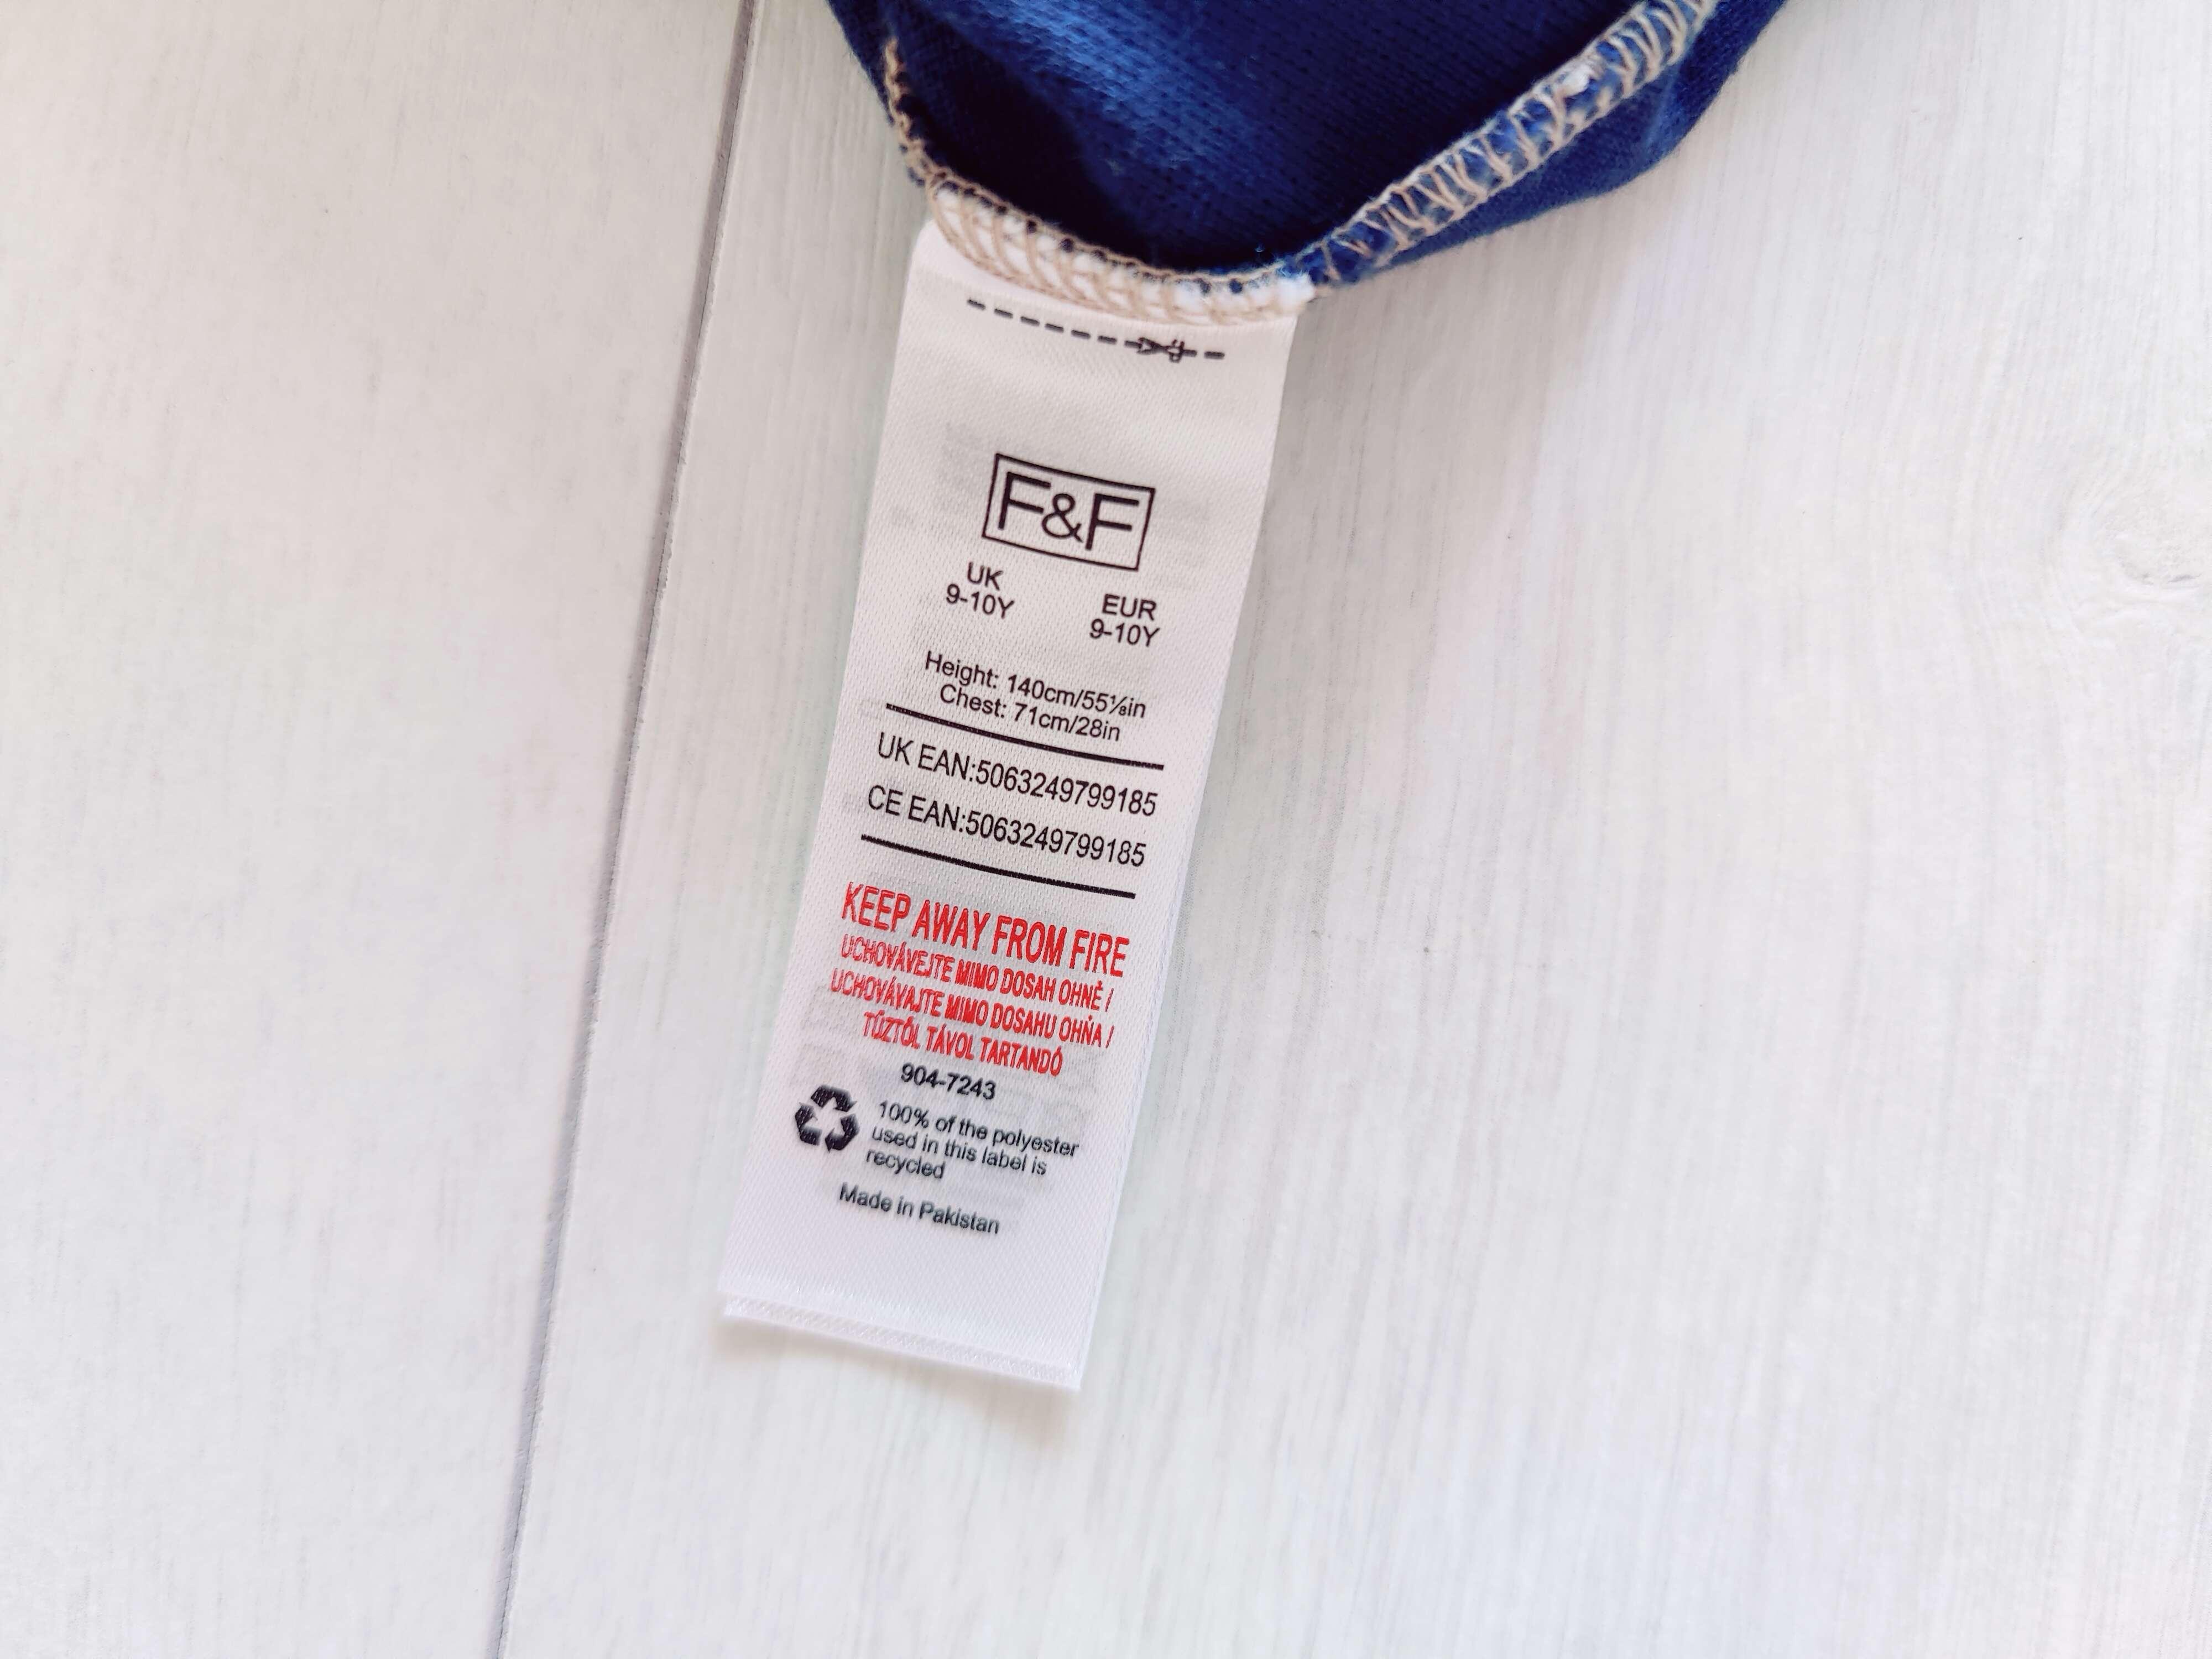 F&F
UK
9-10Y
EUR
9-10Y
Height: 140cm/55⅛in
Chest: 71cm/28in
UK EAN:5063249799185
CE EAN:5063249799185
KEEP AWAY FROM FIRE
UCHOVÁVEJTE MIMO DOSAH OHNĚ /
UCHOVÁVAJTE MIMO DOSAHU OHŇA /
TŰZTŐL TÁVOL TARTANDÓ
904-7243
100% of the polyester
used in this label is
recycled
Made in Pakistan